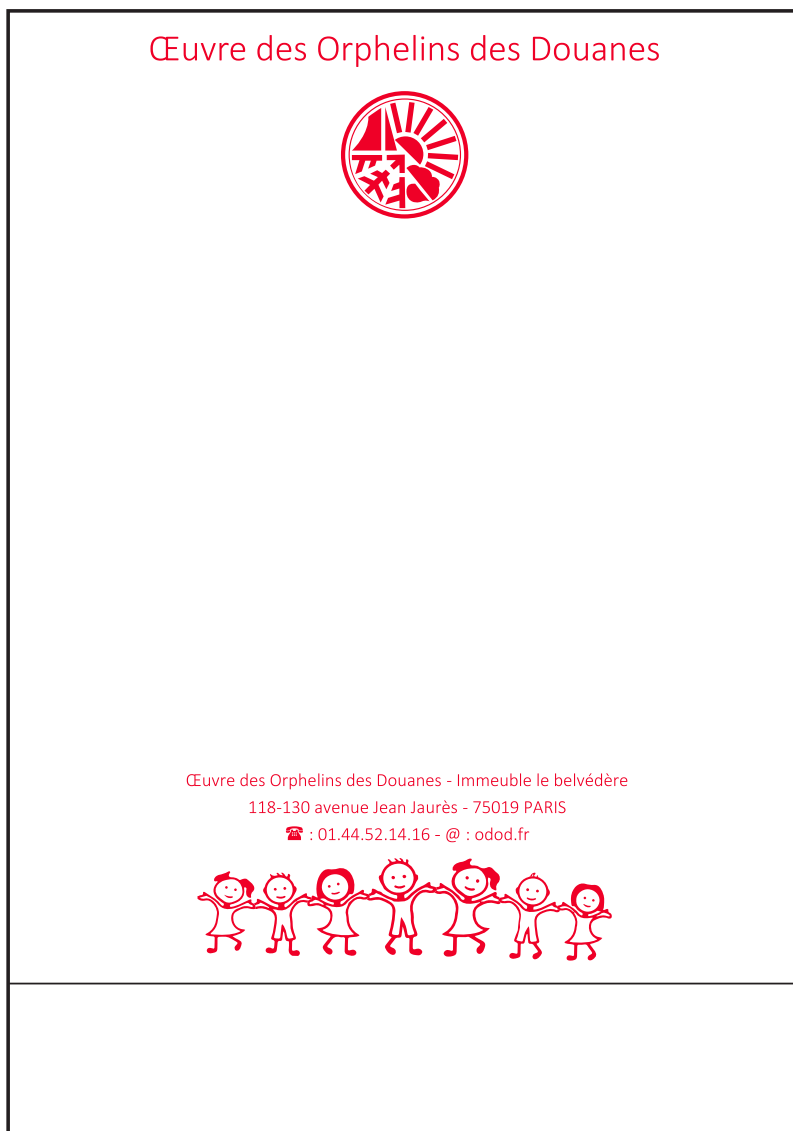 Œuvre des Orphelins des Douanes
Œuvre des Orphelins des Douanes - Immeuble le belvédère
118-130 avenue Jean Jaurès - 75019 PARIS
☎ : 01.44.52.14.16 - @ : odod.fr